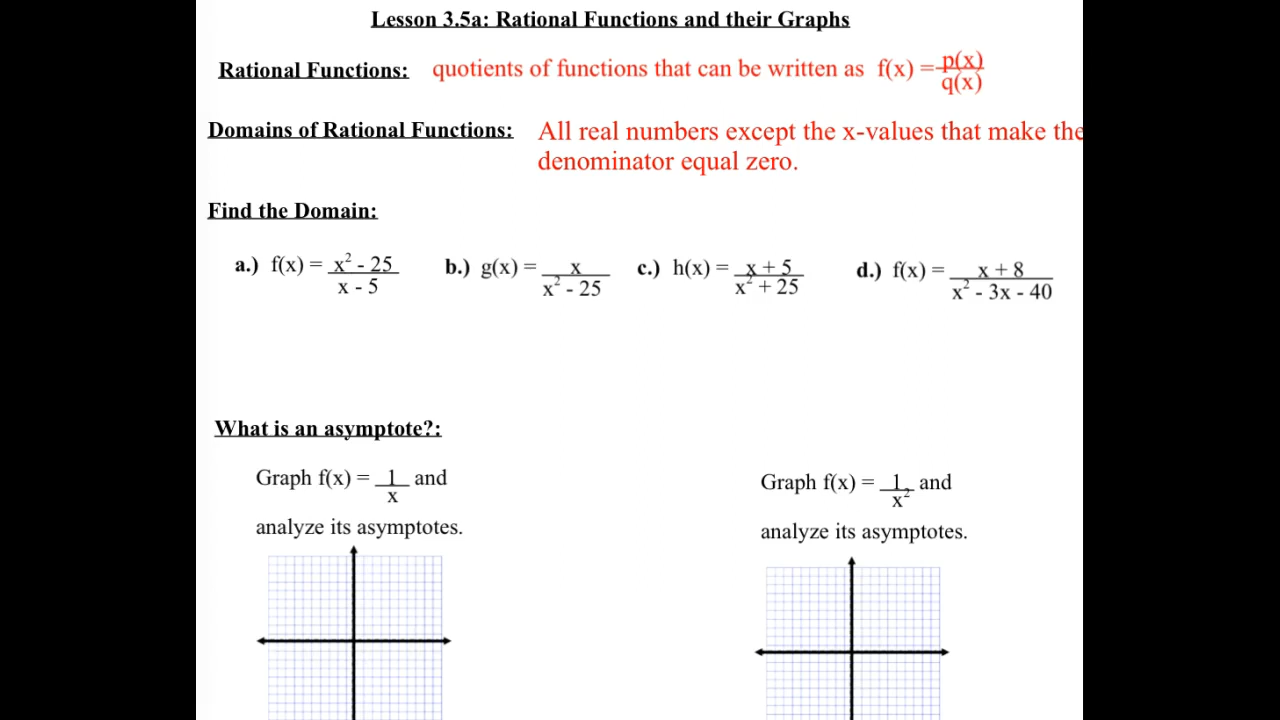 Lesson 3.5a: Rational Functions and their Graphs
Rational Functions: quotients of functions that can be written as f(x) = p(x)/q(x)
Domains of Rational Functions: All real numbers except the x-values that make the
denominator equal zero.
Find the Domain:
a.) f(x) = x² - 25 / x - 5 b.) g(x) = x / x² - 25 c.) h(x) = x + 5 / x² + 25 d.) f(x) = x + 8 / x² - 3x - 40
What is an asymptote?:
Graph f(x) = 1/x and
analyze its asymptotes.
Graph f(x) = 1/x² and
analyze its asymptotes.